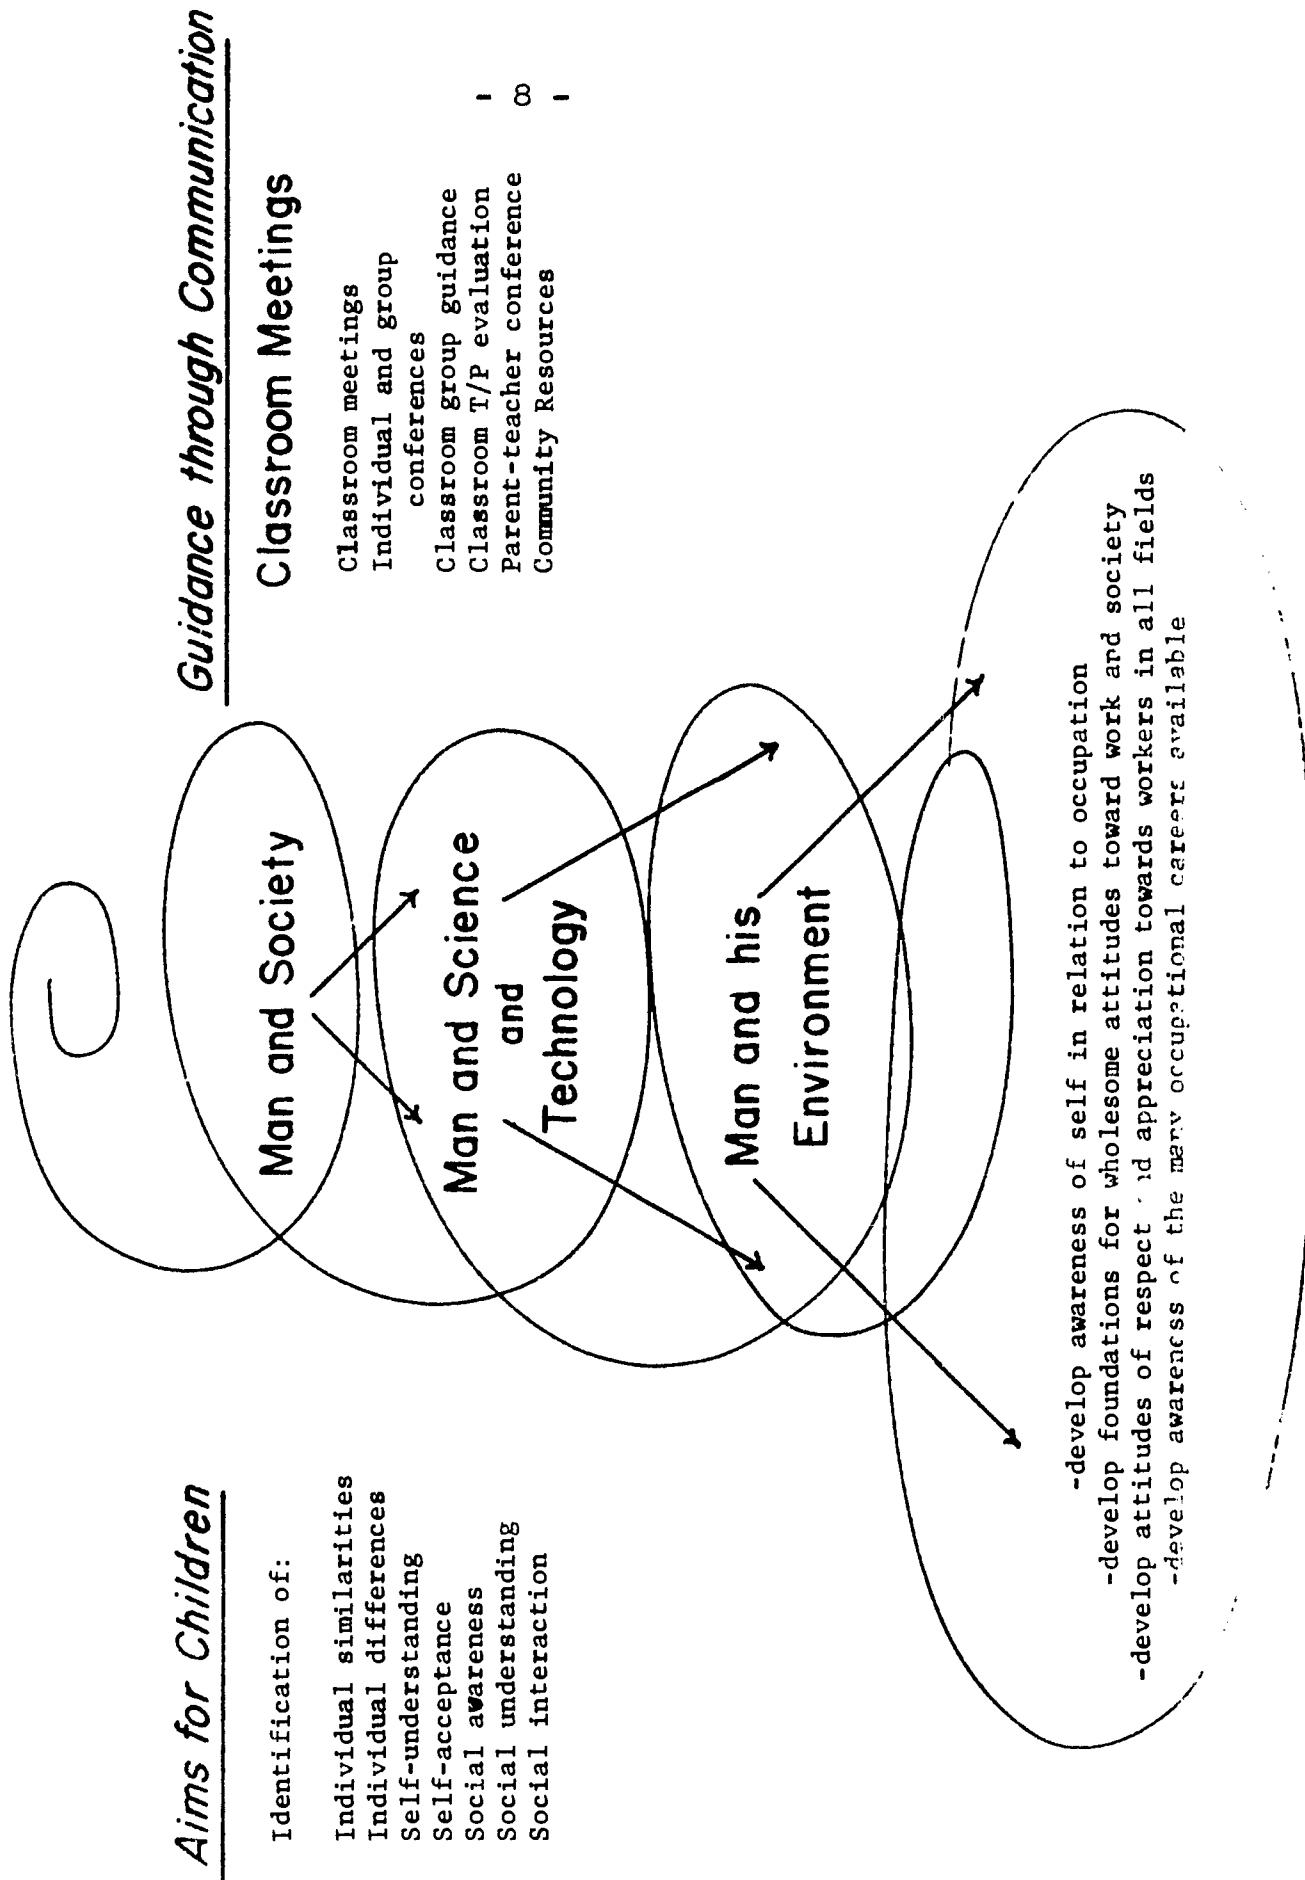 Aims for Children
Identification of:
Individual similarities
Individual differences
Self-understanding
Self-acceptance
Social awareness
Social understanding
Social interaction
Man and Society
Man and Science
and
Technology
Man and his
Environment
Guidance through Communication
Classroom Meetings
Classroom meetings
Individual and group
conferences
Classroom group guidance
Classroom T/P evaluation
Parent-teacher conference
Community Resources
- 8 -
-develop awareness of self in relation to occupation
-develop foundations for wholesome attitudes toward work and society
-develop attitudes of respect appreciation towards workers in all fields
-develop awareness of the many occupational careers available